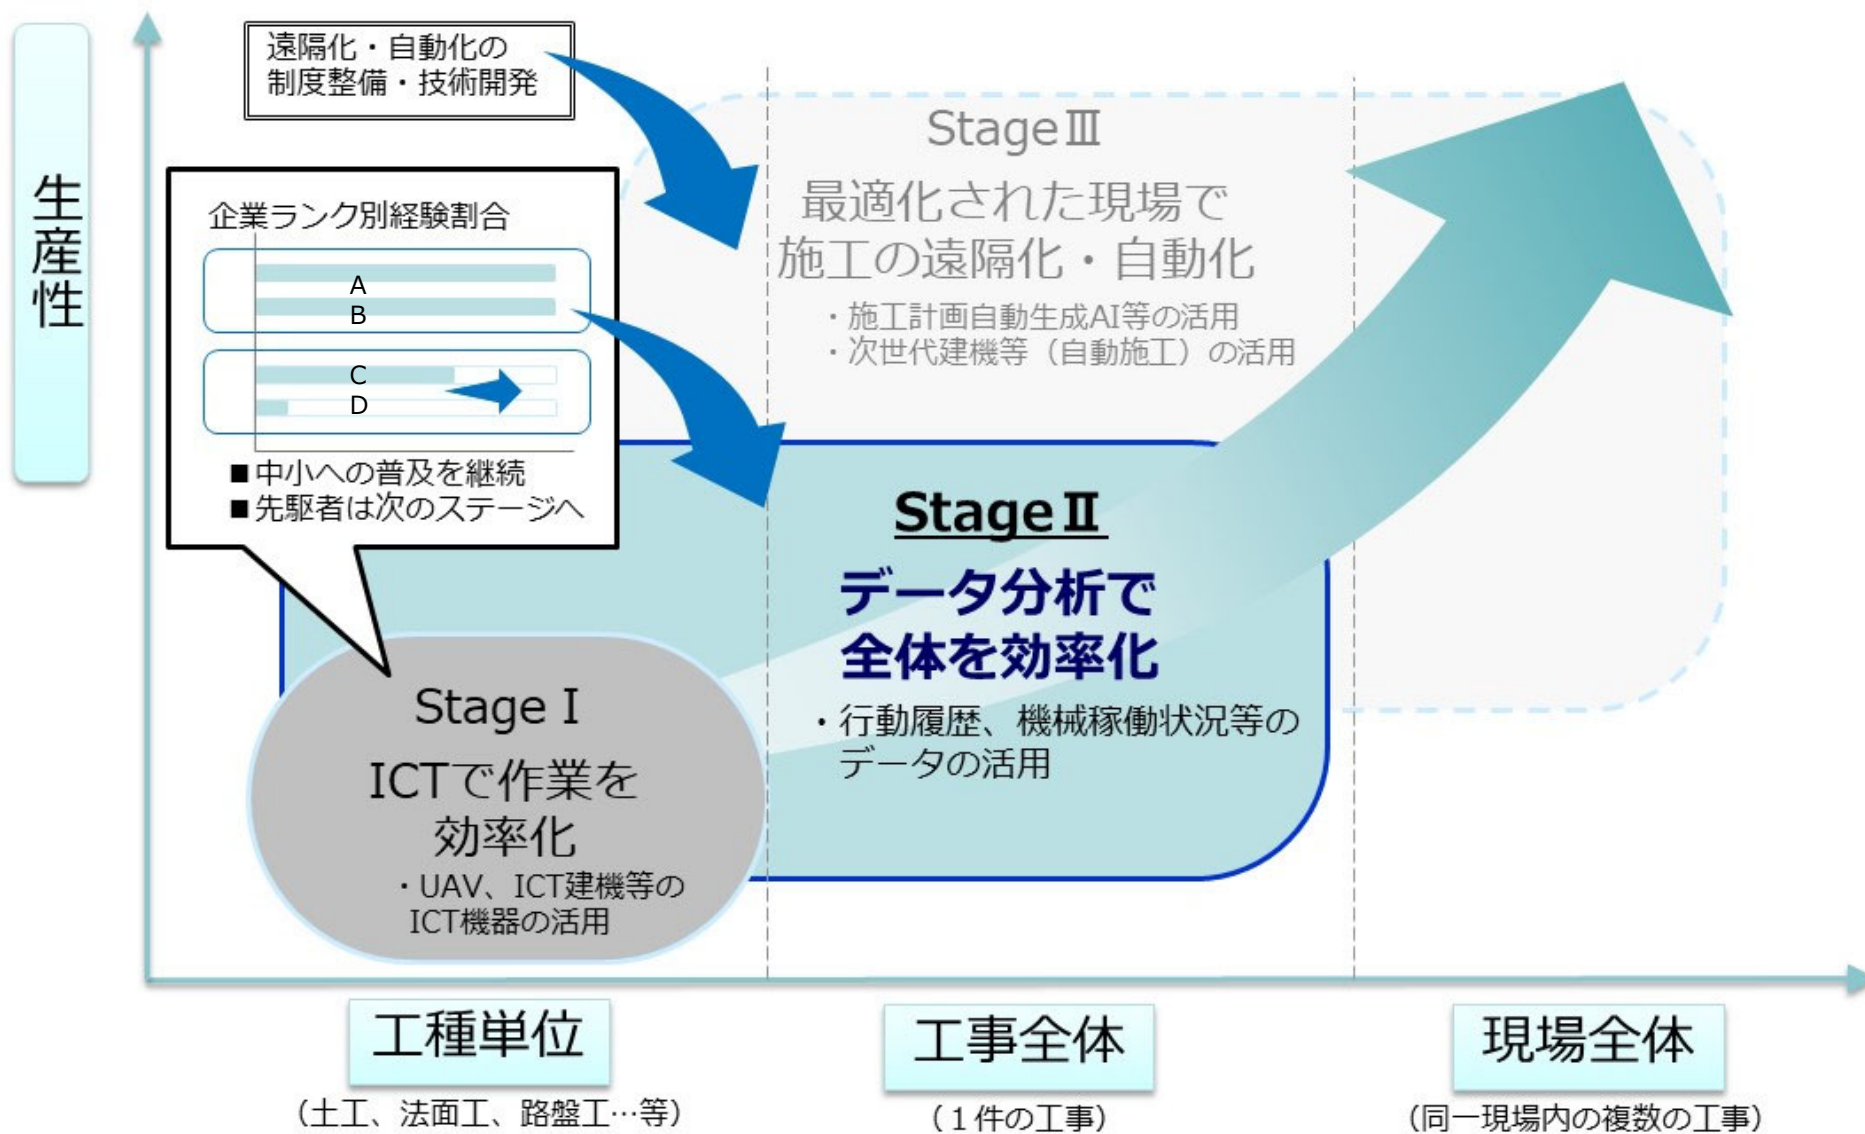 生産性
遠隔化・自動化の
制度整備・技術開発
企業ランク別経験割合
A
B
C
D
■中小への普及を継続
■先駆者は次のステージへ
StageⅢ
最適化された現場で
施工の遠隔化・自動化
・施工計画自動生成AI等の活用
・次世代建機等（自動施工）の活用
StageⅡ
データ分析で
全体を効率化
・行動履歴、機械稼働状況等の
データの活用
StageⅠ
ICTで作業を
効率化
・UAV、ICT建機等の
ICT機器の活用
工種単位
（土工、法面工、路盤工…等）
工事全体
（１件の工事）
現場全体
（同一現場内の複数の工事）